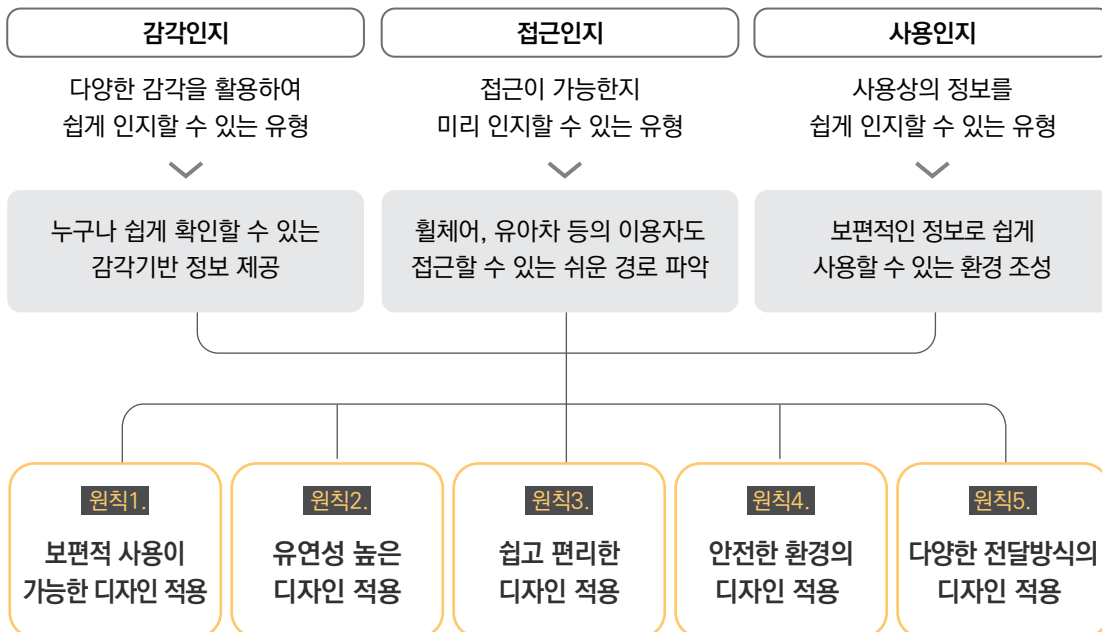 감각인지
다양한 감각을 활용하여
쉽게 인지할 수 있는 유형
누구나 쉽게 확인할 수 있는
감각기반 정보 제공
접근인지
접근이 가능한지
미리 인지할 수 있는 유형
휠체어, 유아차 등의 이용자도
접근할 수 있는 쉬운 경로 파악
사용인지
사용상의 정보를
쉽게 인지할 수 있는 유형
보편적인 정보로 쉽게
사용할 수 있는 환경 조성
원칙1.
보편적 사용이
가능한 디자인 적용
원칙2.
유연성 높은
디자인 적용
원칙3.
쉽고 편리한
디자인 적용
원칙4.
안전한 환경의
디자인 적용
원칙5.
다양한 전달방식의
디자인 적용